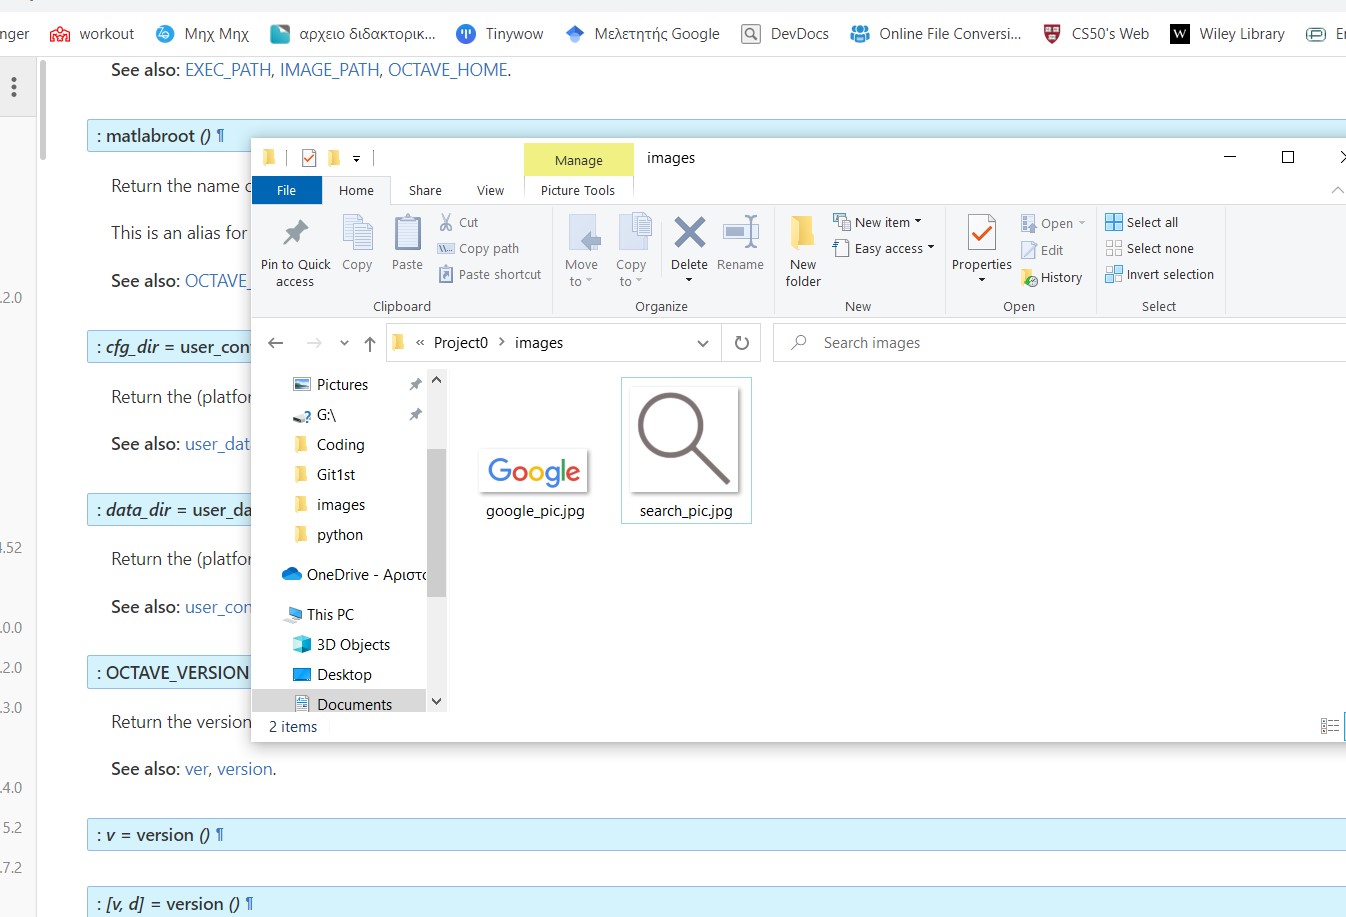 nger workout Μηχ Μηχ αρχειο διδακτορικ... Tinywow Μελετητής Google DevDocs Online File Conversi... CS50's Web Wiley Library
See also: EXEC_PATH, IMAGE_PATH, OCTAVE_HOME.
: matlabroot () ¶
Return the name
This is an alias for
See also: OCTAVE_
.2.0
: cfg_dir = user_con
Return the (platfor
See also: user_dat
: data_dir = user_da
4.52
Return the (platfor
See also: user_con
.0.0
.2.0
: OCTAVE_VERSION
.3.0
Return the version
See also: ver, version.
.4.0
5.2
: v = version () ¶
.7.2
: [v, d] = version () ¶
Manage images
File Home Share View Picture Tools
Pin to Quick access
Copy
Paste
Cut
Copy path
Paste shortcut
Clipboard
Move to
Copy to
Delete
Rename
Organize
New folder
New item
Easy access
New
Properties
Open
Edit
History
Open
Select all
Select none
Invert selection
Select
« Project0 > images
Search images
Pictures
G:\
Coding
Git1st
images
python
OneDrive - Αριστο
This PC
3D Objects
Desktop
Documents
Google
google_pic.jpg
search_pic.jpg
2 items